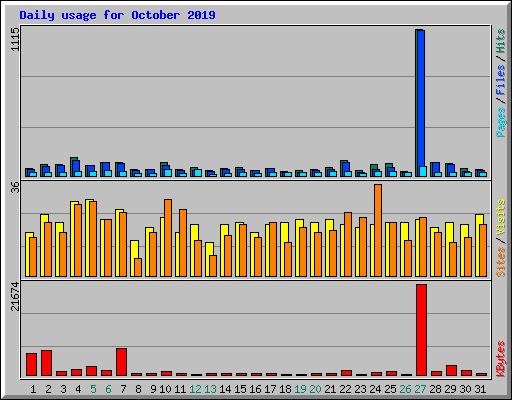 Daily usage for October 2019
1115
Pages / Files / Hits
36
Sites / Visits
21674
KBytes
1 2 3 4 5 6 7 8 9 10 11 12 13 14 15 16 17 18 19 20 21 22 23 24 25 26 27 28 29 30 31